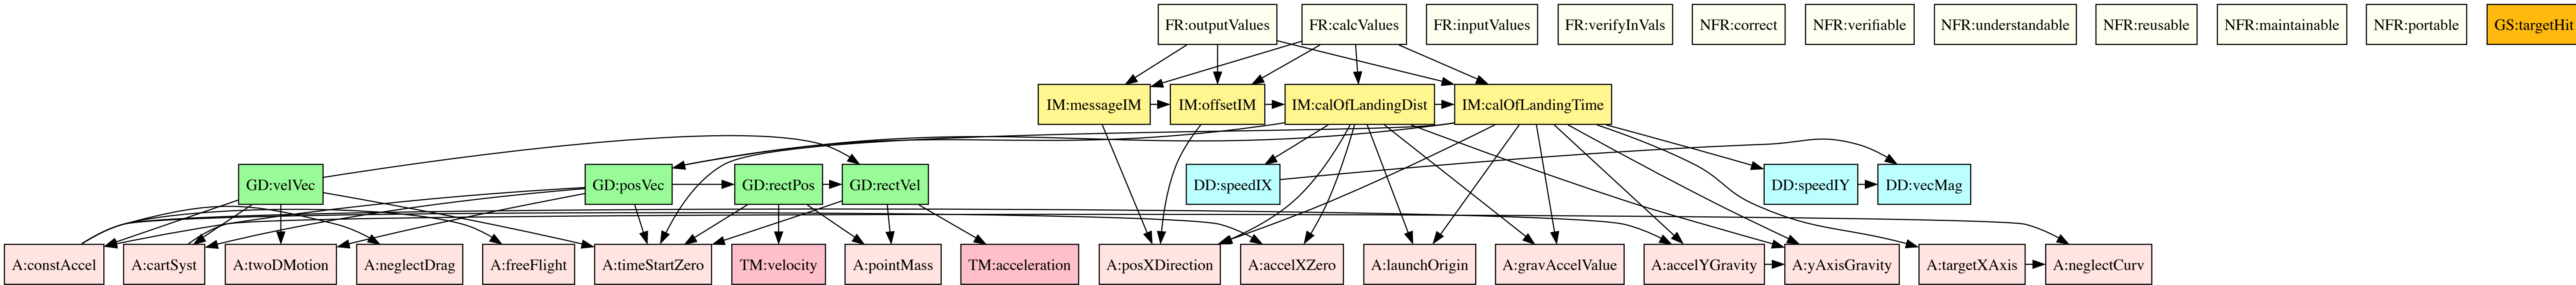 FR:outputValues
FR:calcValues
FR:inputValues
FR:verifyInVals
NFR:correct
NFR:verifiable
NFR:understandable
NFR:reusable
NFR:maintainable
NFR:portable
GS:targetHit
IM:messageIM
IM:offsetIM
IM:calOfLandingDist
IM:calOfLandingTime
GD:velVec
GD:posVec
GD:rectPos
GD:rectVel
DD:speedIX
DD:speedIY
DD:vecMag
A:constAccel
A:cartSyst
A:twoDMotion
A:neglectDrag
A:freeFlight
A:timeStartZero
TM:velocity
A:pointMass
TM:acceleration
A:posXDirection
A:accelXZero
A:launchOrigin
A:gravAccelValue
A:accelYGravity
A:yAxisGravity
A:targetXAxis
A:neglectCurv